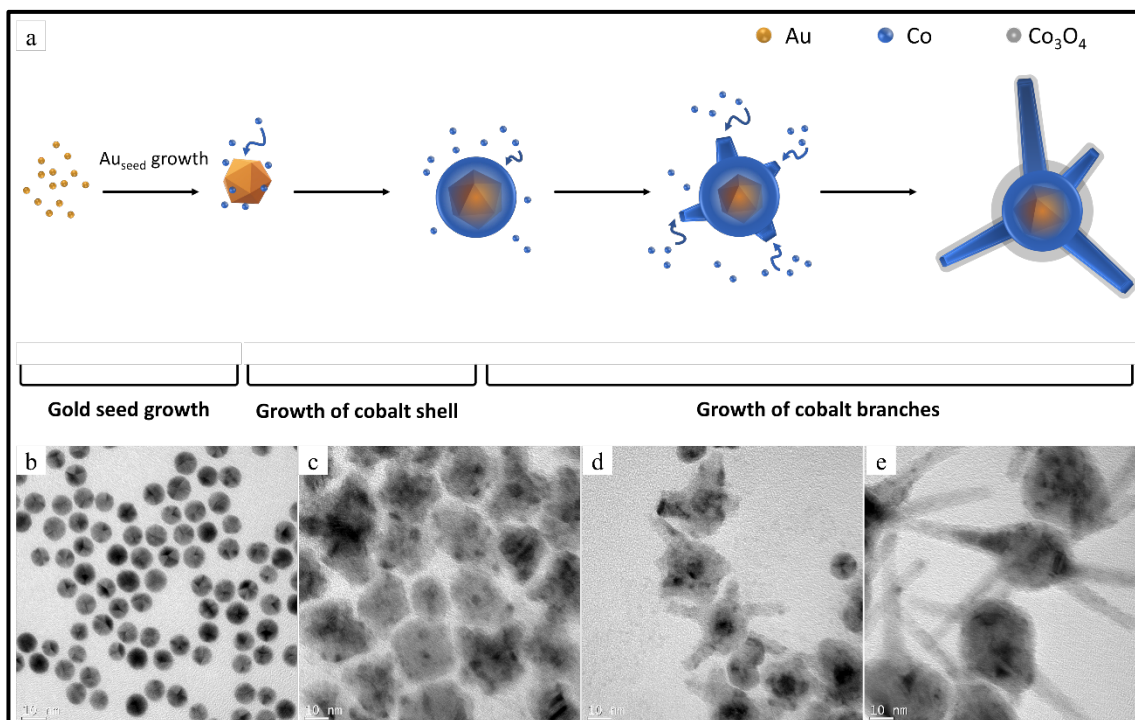 a
Au Co Co₃O₄
Au_seed growth
Gold seed growth Growth of cobalt shell Growth of cobalt branches
b c d e
10 nm 10 nm 10 nm 10 nm